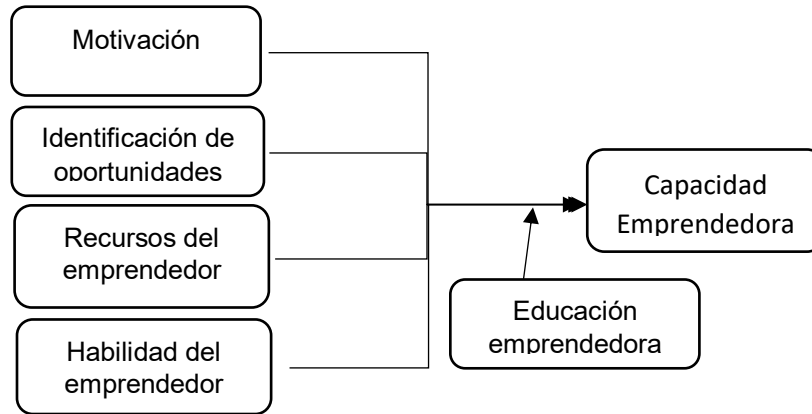 Motivación
Identificación de
oportunidades
Recursos del
emprendedor
Habilidad del
emprendedor
Capacidad
Emprendedora
Educación
emprendedora